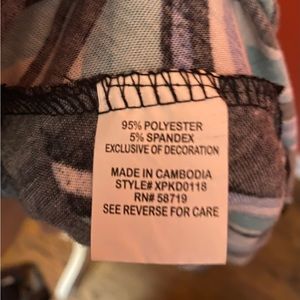 95% POLYESTER
5% SPANDEX
EXCLUSIVE OF DECORATION
MADE IN CAMBODIA
STYLE# XPKD0118
RN# 58719
SEE REVERSE FOR CARE